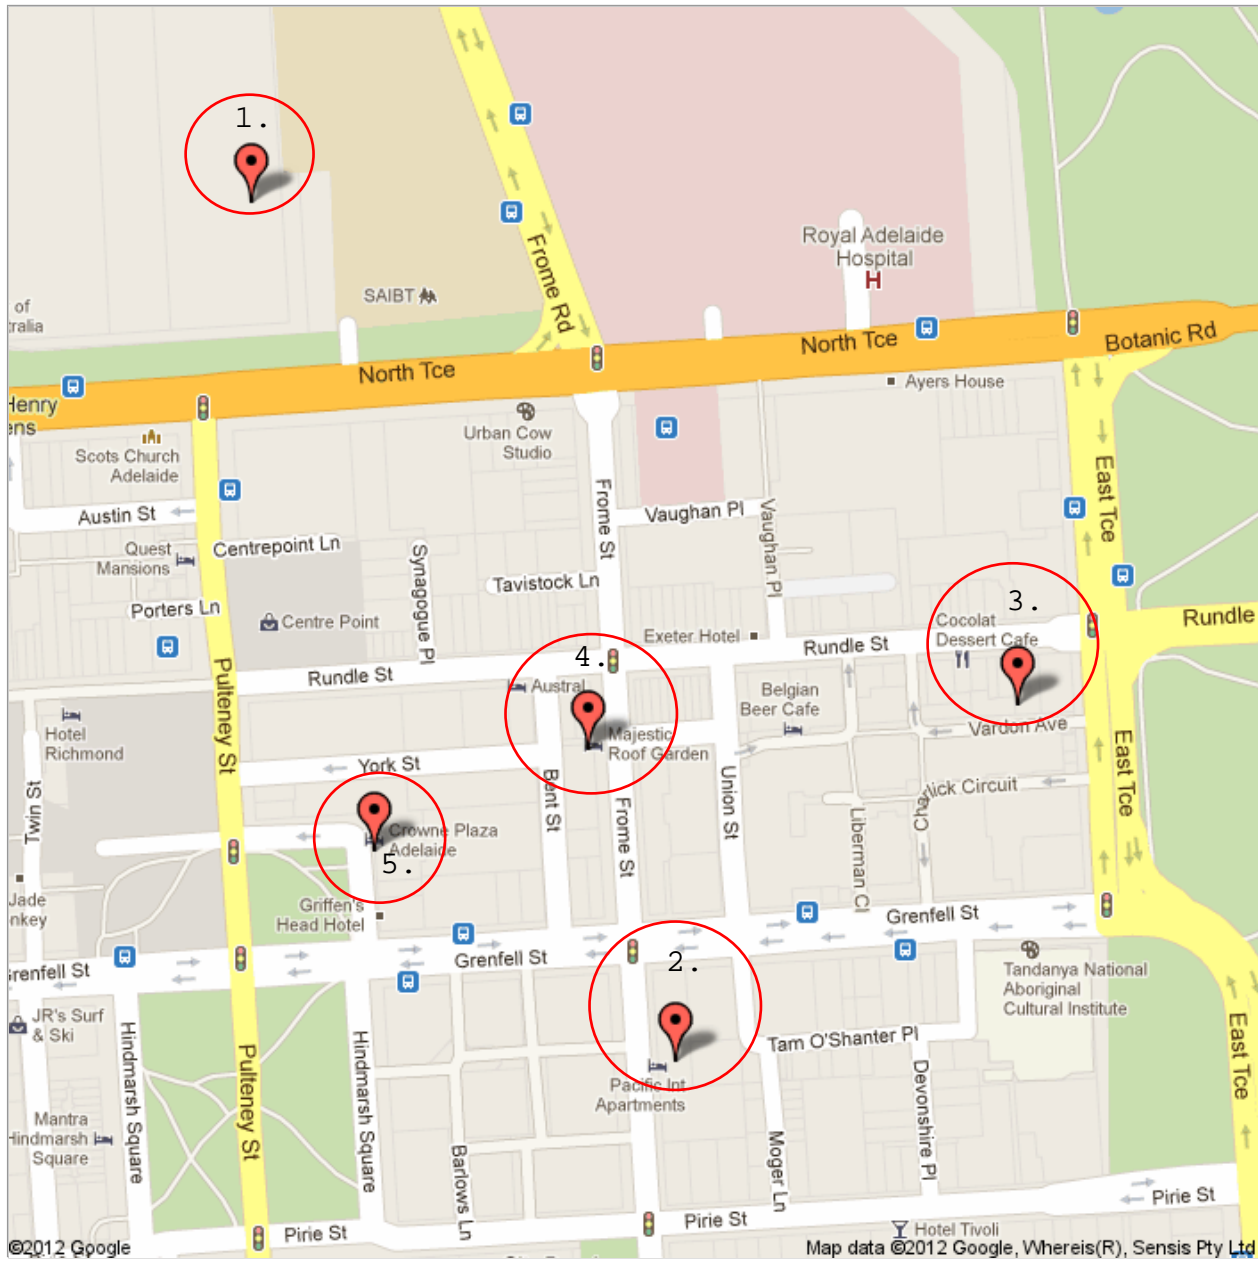 1.
Frome Rd
Royal Adelaide
Hospital
H
SAIBT
of
tralia
North Tce
North Tce
Botanic Rd
Henry
ens
Ayers House
Urban Cow
Studio
Scots Church
Adelaide
East Tce
Frome St
Austin St
Vaughan Pl
Vaughan Pl
Quest
Mansions
Centrepoint Ln
Synagogue Pl
Tavistock Ln
Porters Ln
Centre Point
3.
Cocolat
Dessert Cafe
Rundle
Exeter Hotel
Rundle St
4.
Rundle St
Pulteney St
Austral
Belgian
Beer Cafe
Hotel
Richmond
Majestic
Roof Garden
Vardon Ave
York St
Bent St
Union St
East Tce
Twin St
Frome St
Charlick Circuit
Liberman Cl
Crowne Plaza
Adelaide
5.
Jade
onkey
Griffen's
Head Hotel
Grenfell St
Grenfell St
Grenfell St
2.
Tandanya National
Aboriginal
Cultural Institute
JR's Surf
& Ski
Hindmarsh Square
Pulteney St
Hindmarsh Square
Tam O'Shanter Pl
East Tce
Pacific Int
Apartments
Devonshire Pl
Mantra
Hindmarsh
Square
Barlows Ln
Moger Ln
Pirie St
Pirie St
Pirie St
Hotel Tivoli
©2012 Google
Map data ©2012 Google, Whereis(R), Sensis Pty Ltd